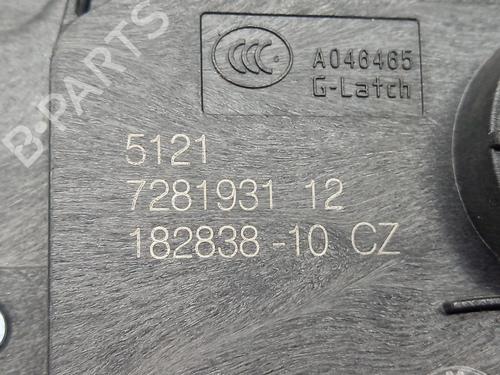 B-PARTS
CCC
A046465
G-Latch
5121
7281931 12
182838-10 CZ